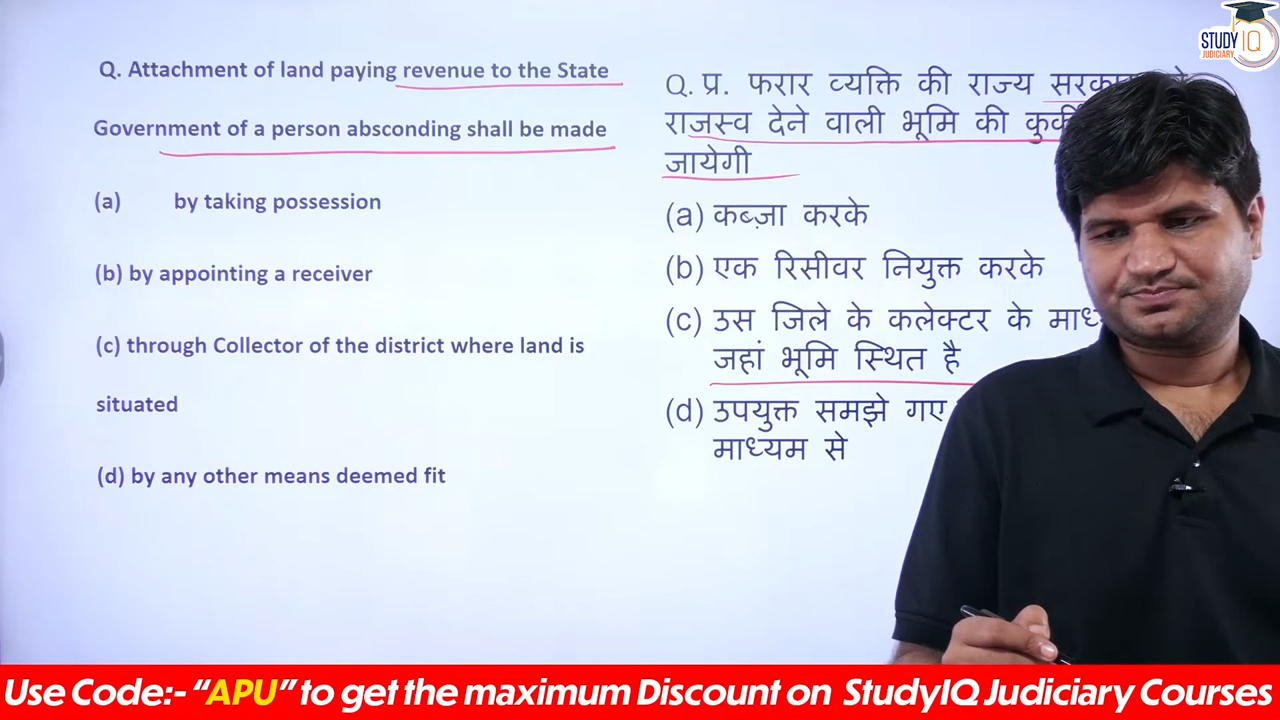 Q. Attachment of land paying revenue to the State
Government of a person absconding shall be made
(a) by taking possession
(b) by appointing a receiver
(c) through Collector of the district where land is
situated
(d) by any other means deemed fit
Q. प्र. फरार व्यक्ति की राज्य
राजस्व देने वाली भूमि की
जायेगी
(a) कब्ज़ा करके
(b) एक रिसीवर नियुक्त करके
(c) उस जिले के कलेक्टर के
जहां भूमि स्थित है
(d) उपयुक्त समझे गए
माध्यम से
STUDY IQ
JUDICIARY
Use Code:- “APU” to get the maximum Discount on StudyIQ Judiciary Courses